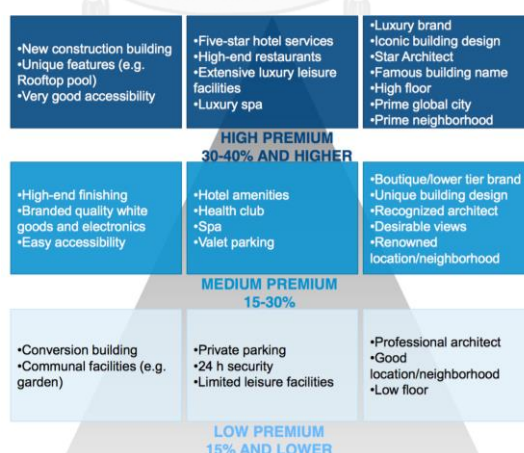 •New construction building
•Unique features (e.g.
Rooftop pool)
•Very good accessibility
•Five-star hotel services
•High-end restaurants
•Extensive luxury leisure
facilities
•Luxury spa
•Luxury brand
•Iconic building design
•Star Architect
•Famous building name
•High floor
•Prime global city
•Prime neighborhood
HIGH PREMIUM
30-40% AND HIGHER
•High-end finishing
•Branded quality white
goods and electronics
•Easy accessibility
•Hotel amenities
•Health club
•Spa
•Valet parking
•Boutique/lower tier brand
•Unique building design
•Recognized architect
•Desirable views
•Renowned
location/neighborhood
MEDIUM PREMIUM
15-30%
•Conversion building
•Communal facilities (e.g.
garden)
•Private parking
•24 h security
•Limited leisure facilities
•Professional architect
•Good
location/neighborhood
•Low floor
LOW PREMIUM
15% AND LOWER